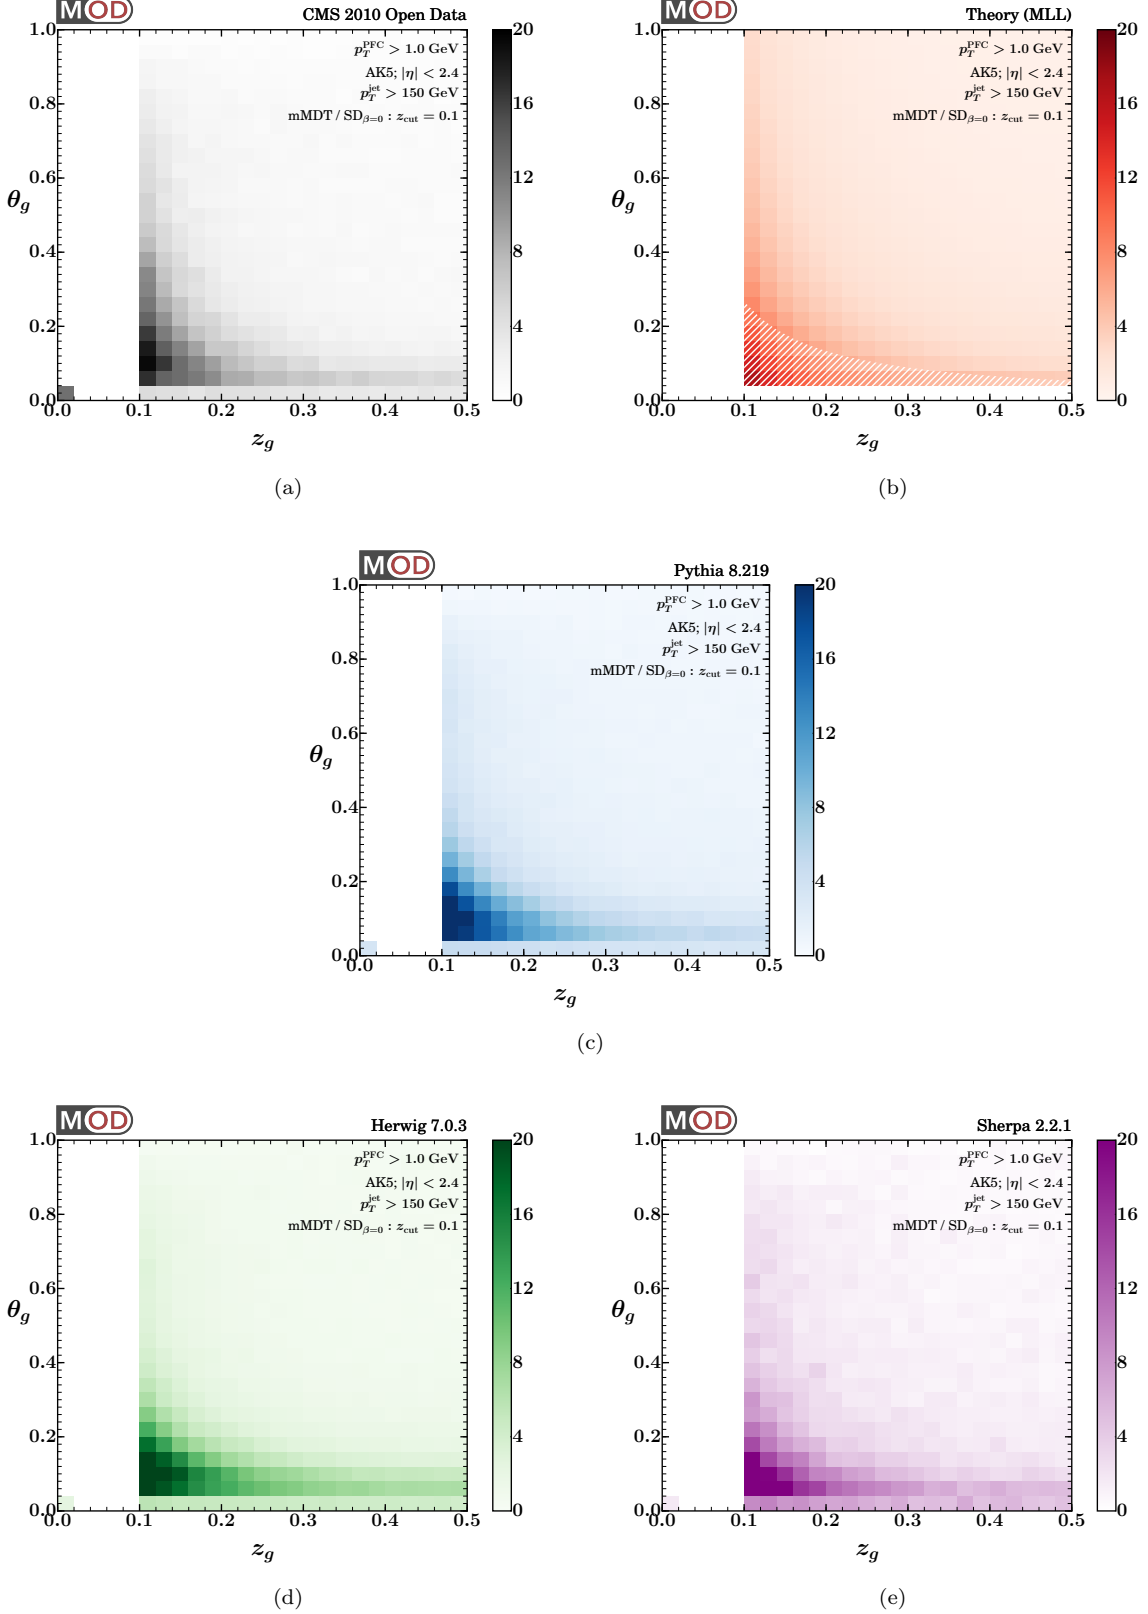 MOD
CMS 2010 Open Data
p_T^PFC > 1.0 GeV
AK5; |η| < 2.4
p_T^jet > 150 GeV
mMDT / SD_β=0 : z_cut = 0.1
θ_g
1.0
0.8
0.6
0.4
0.2
0.0
0.0 0.1 0.2 0.3 0.4 0.5
z_g
20
16
12
8
4
0
(a)
MOD
Theory (MLL)
p_T^PFC > 1.0 GeV
AK5; |η| < 2.4
p_T^jet > 150 GeV
mMDT / SD_β=0 : z_cut = 0.1
θ_g
1.0
0.8
0.6
0.4
0.2
0.0
0.0 0.1 0.2 0.3 0.4 0.5
z_g
20
16
12
8
4
0
(b)
MOD
Pythia 8.219
p_T^PFC > 1.0 GeV
AK5; |η| < 2.4
p_T^jet > 150 GeV
mMDT / SD_β=0 : z_cut = 0.1
θ_g
1.0
0.8
0.6
0.4
0.2
0.0
0.0 0.1 0.2 0.3 0.4 0.5
z_g
20
16
12
8
4
0
(c)
MOD
Herwig 7.0.3
p_T^PFC > 1.0 GeV
AK5; |η| < 2.4
p_T^jet > 150 GeV
mMDT / SD_β=0 : z_cut = 0.1
θ_g
1.0
0.8
0.6
0.4
0.2
0.0
0.0 0.1 0.2 0.3 0.4 0.5
z_g
20
16
12
8
4
0
(d)
MOD
Sherpa 2.2.1
p_T^PFC > 1.0 GeV
AK5; |η| < 2.4
p_T^jet > 150 GeV
mMDT / SD_β=0 : z_cut = 0.1
θ_g
1.0
0.8
0.6
0.4
0.2
0.0
0.0 0.1 0.2 0.3 0.4 0.5
z_g
20
16
12
8
4
0
(e)